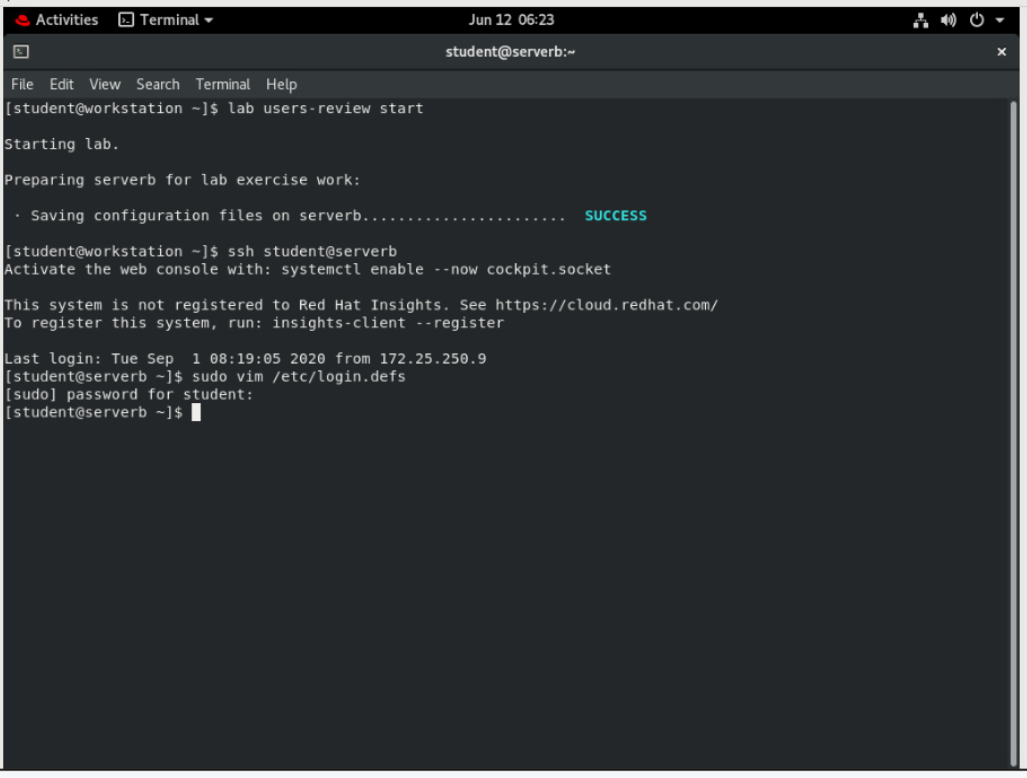 Activities Terminal Jun 12 06:23
student@serverb:~ ×
File Edit View Search Terminal Help
[student@workstation ~]$ lab users-review start
Starting lab.
Preparing serverb for lab exercise work:
· Saving configuration files on serverb....................... SUCCESS
[student@workstation ~]$ ssh student@serverb
Activate the web console with: systemctl enable --now cockpit.socket
This system is not registered to Red Hat Insights. See https://cloud.redhat.com/
To register this system, run: insights-client --register
Last login: Tue Sep  1 08:19:05 2020 from 172.25.250.9
[student@serverb ~]$ sudo vim /etc/login.defs
[sudo] password for student:
[student@serverb ~]$